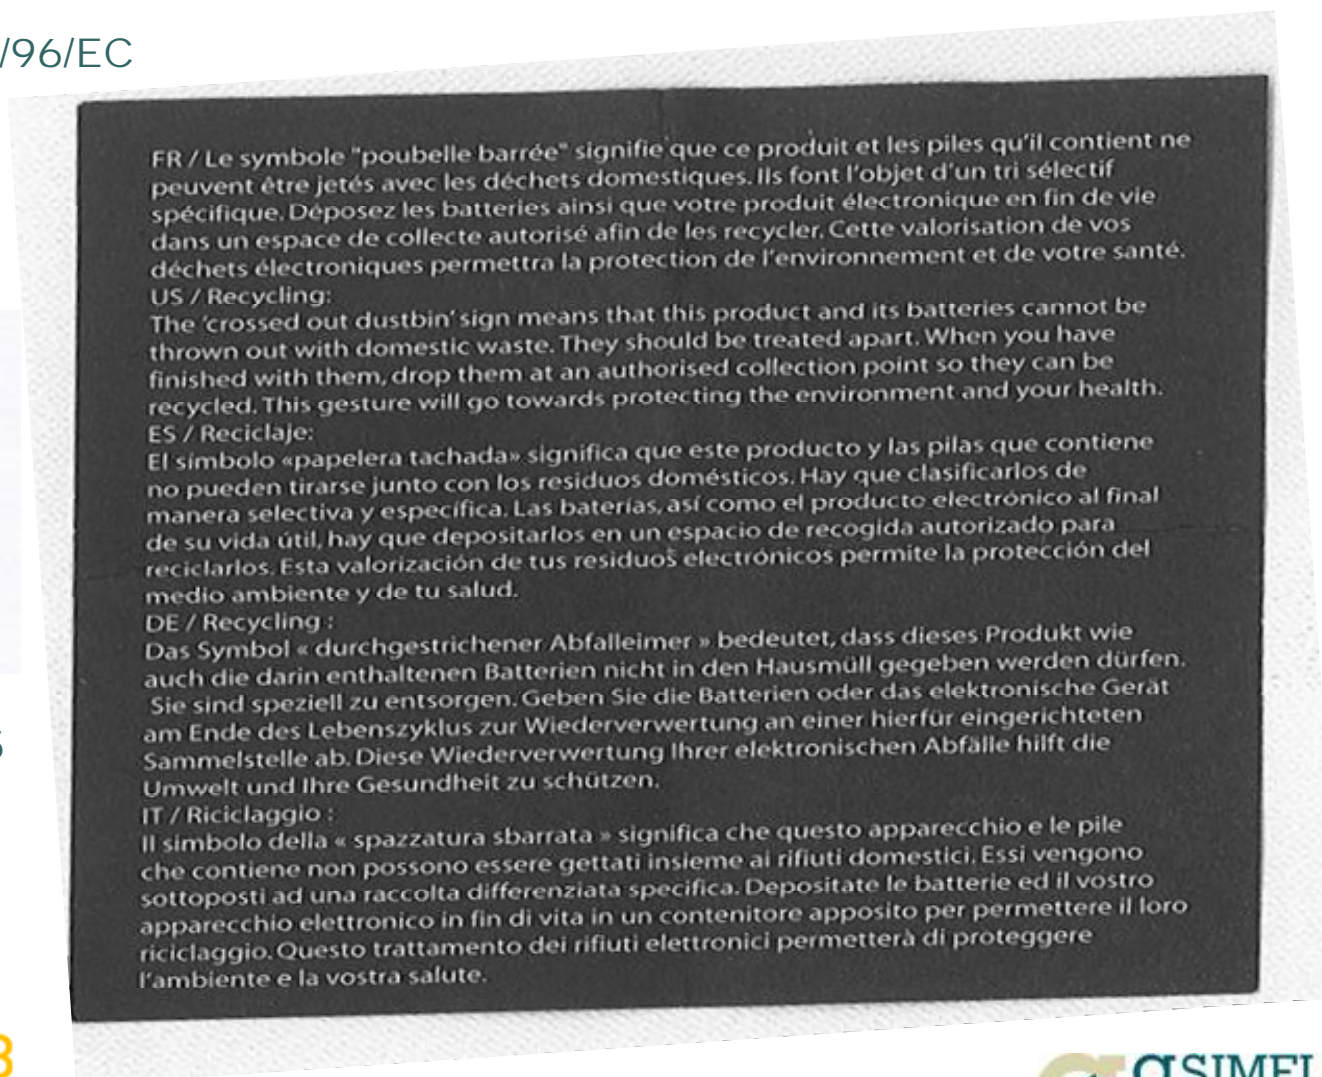 /96/EC
FR / Le symbole "poubelle barrée" signifie que ce produit et les piles qu'il contient ne
peuvent être jetés avec les déchets domestiques. Ils font l'objet d'un tri sélectif
spécifique. Déposez les batteries ainsi que votre produit électronique en fin de vie
dans un espace de collecte autorisé afin de les recycler. Cette valorisation de vos
déchets électroniques permettra la protection de l'environnement et de votre santé.
US / Recycling:
The 'crossed out dustbin' sign means that this product and its batteries cannot be
thrown out with domestic waste. They should be treated apart. When you have
finished with them, drop them at an authorised collection point so they can be
recycled. This gesture will go towards protecting the environment and your health.
ES / Reciclaje:
El símbolo «papelera tachada» significa que este producto y las pilas que contiene
no pueden tirarse junto con los residuos domésticos. Hay que clasificarlos de
manera selectiva y específica. Las baterías, así como el producto electrónico al final
de su vida útil, hay que depositarlos en un espacio de recogida autorizado para
reciclarlos. Esta valorización de tus residuos electrónicos permite la protección del
medio ambiente y de tu salud.
DE / Recycling :
Das Symbol « durchgestrichener Abfalleimer » bedeutet, dass dieses Produkt wie
auch die darin enthaltenen Batterien nicht in den Hausmüll gegeben werden dürfen.
Sie sind speziell zu entsorgen. Geben Sie die Batterien oder das elektronische Gerät
am Ende des Lebenszyklus zur Wiederverwertung an einer hierfür eingerichteten
Sammelstelle ab. Diese Wiederverwertung Ihrer elektronischen Abfälle hilft die
Umwelt und Ihre Gesundheit zu schützen.
IT / Riciclaggio :
Il simbolo della « spazzatura sbarrata » significa che questo apparecchio e le pile
che contiene non possono essere gettati insieme ai rifiuti domestici. Essi vengono
sottoposti ad una raccolta differenziata specifica. Depositate le batterie ed il vostro
apparecchio elettronico in fin di vita in un contenitore apposito per permettere il loro
riciclaggio. Questo trattamento dei rifiuti elettronici permetterà di proteggere
l'ambiente e la vostra salute.